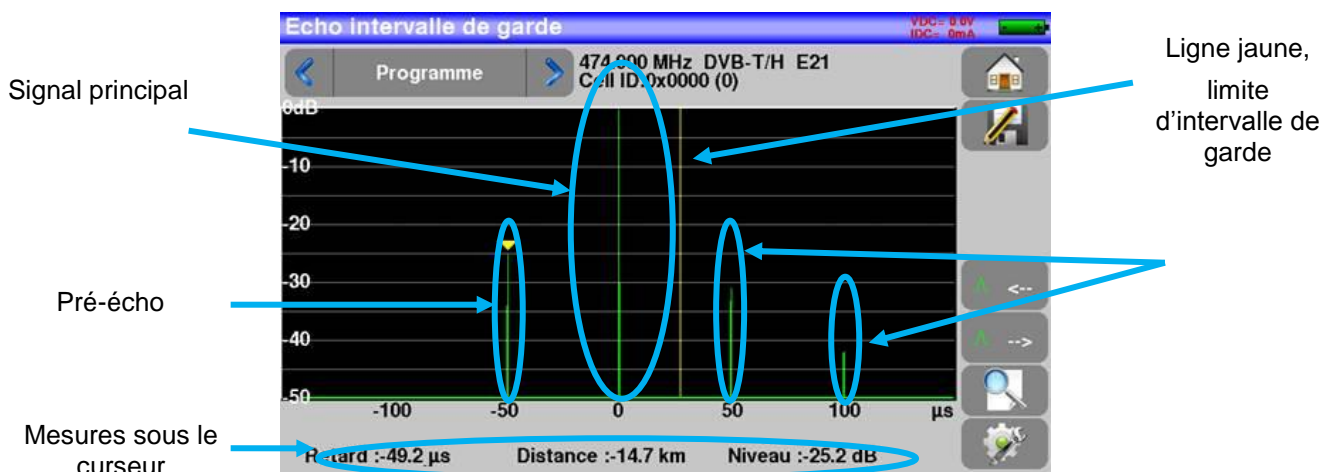 Echo intervalle de garde
VDC= 0.0V
IDC= 0mA
Programme
474.000 MHz DVB-T/H E21
Cell ID:0x0000 (0)
Signal principal
Ligne jaune,
limite
d'intervalle de
garde
0dB
-10
-20
-30
-40
-50
Pré-écho
<--
-->
-100
-50
0
50
100
µs
Mesures sous le
curseur
Retard :-49.2 µs
Distance :-14.7 km
Niveau :-25.2 dB